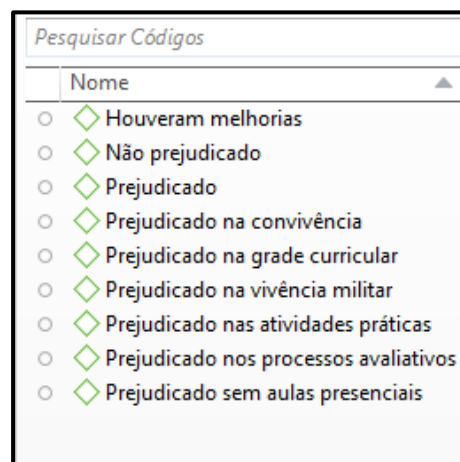 Pesquisar Códigos
Nome
Houveram melhorias
Não prejudicado
Prejudicado
Prejudicado na convivência
Prejudicado na grade curricular
Prejudicado na vivência militar
Prejudicado nas atividades práticas
Prejudicado nos processos avaliativos
Prejudicado sem aulas presenciais